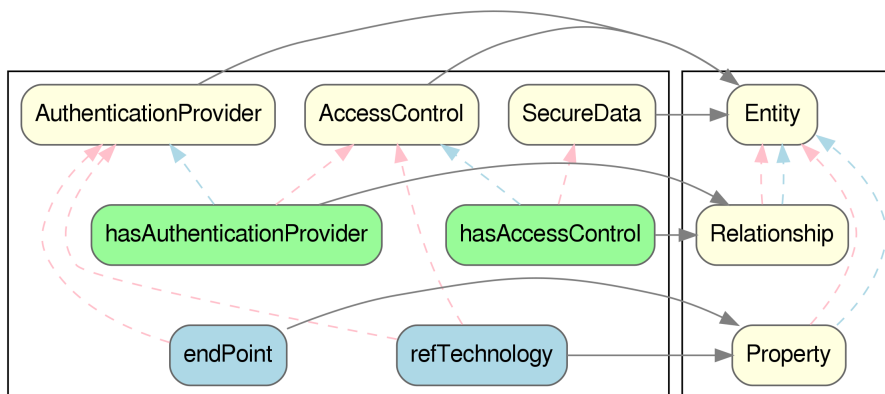 AuthenticationProvider
AccessControl
SecureData
Entity
hasAuthenticationProvider
hasAccessControl
Relationship
endPoint
refTechnology
Property